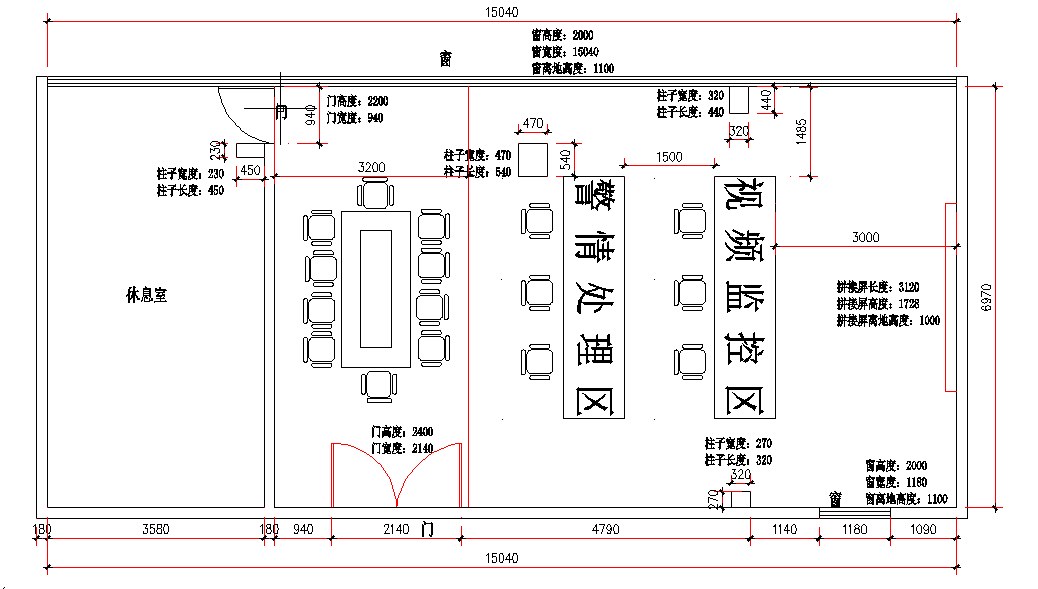 15040
窗
窗高度：2000
窗宽度：15040
窗离地高度：1100
门
940
门高度：2200
门宽度：940
柱子宽度：320
柱子长度：440
440
320
1485
230
450
柱子宽度：230
柱子长度：450
3200
470
柱子宽度：470
柱子长度：540
540
1500
警情处理区
视频监控区
3000
6970
休息室
拼接屏长度：3120
拼接屏高度：1728
拼接屏离地高度：1000
门高度：2400
门宽度：2140
柱子宽度：270
柱子长度：320
320
270
窗高度：2000
窗宽度：1180
窗离地高度：1100
窗
180
3580
180
940
2140
门
4790
1140
1180
1090
15040